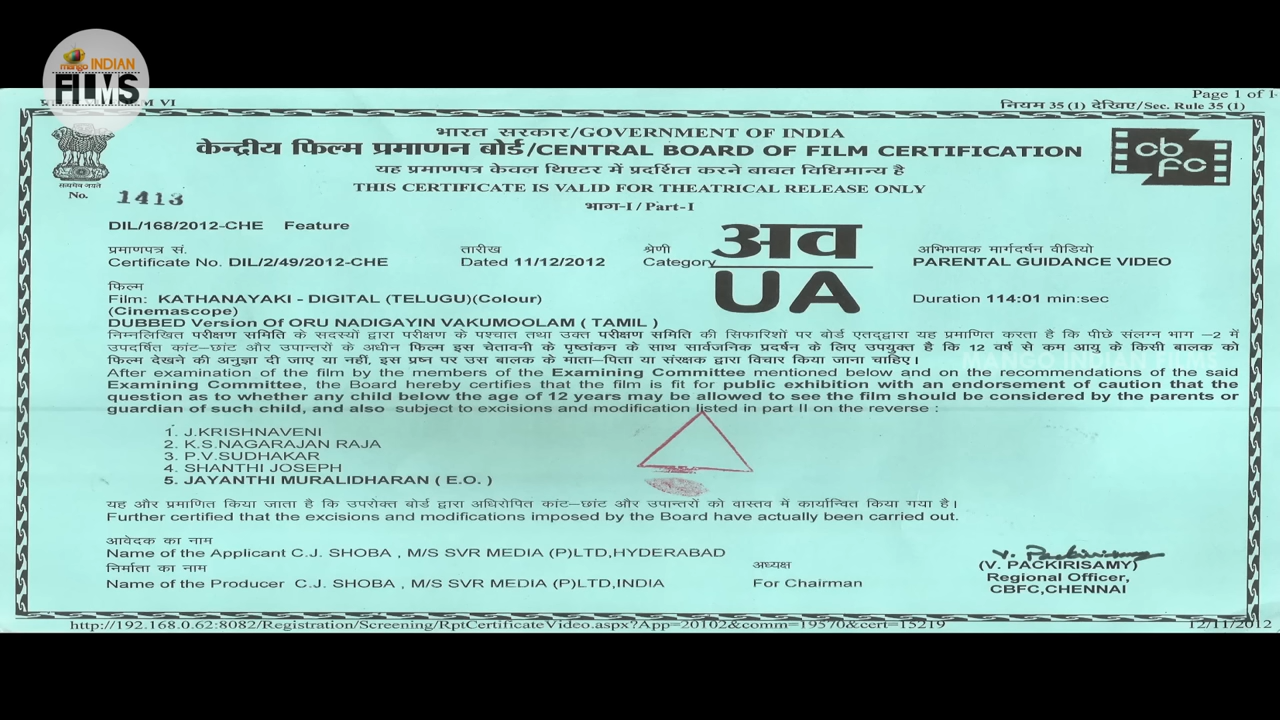 mango INDIAN
FILMS
M VI
Page 1 of 1
नियम 35 (1) देखिए/Sec. Rule 35 (1)
भारत सरकार/GOVERNMENT OF INDIA
केन्द्रीय फिल्म प्रमाणन बोर्ड/CENTRAL BOARD OF FILM CERTIFICATION
cbfc
यह प्रमाणपत्र केवल थिएटर में प्रदर्शित करने बाबत विधिमान्य है
सत्यमेव जयते
THIS CERTIFICATE IS VALID FOR THEATRICAL RELEASE ONLY
No. 1413
भाग-I / Part-I
DIL/168/2012-CHE Feature
प्रमाणपत्र सं. तारीख श्रेणी अव अभिभावक मार्गदर्षन वीडियो
Certificate No. DIL/2/49/2012-CHE Dated 11/12/2012 Category UA PARENTAL GUIDANCE VIDEO
फिल्म
Film: KATHANAYAKI - DIGITAL (TELUGU)(Colour) Duration 114:01 min:sec
(Cinemascope)
DUBBED Version Of ORU NADIGAYIN VAKUMOOLAM ( TAMIL )
निम्नलिखित परीक्षण समिति के सदस्यों द्वारा परीक्षण के पश्चात तथा उक्त परीक्षण समिति की सिफारिशों पर बोर्ड एतद्द्वारा यह प्रमाणित करता है कि पीछे संलग्न भाग –2 में
उपदर्षित कांट–छांट और उपान्तरों के अधीन फिल्म इस चेतावनी के पृष्ठांकन के साथ सार्वजनिक प्रदर्षन के लिए उपयुक्त है कि 12 वर्ष से कम आयु के किसी बालक को
फिल्म देखने की अनुज्ञा दी जाए या नहीं, इस प्रश्न पर उस बालक के माता–पिता या संरक्षक द्वारा विचार किया जाना चाहिए।
MANGO INDIAN FILMS
After examination of the film by the members of the Examining Committee mentioned below and on the recommendations of the said
Examining Committee, the Board hereby certifies that the film is fit for public exhibition with an endorsement of caution that the
question as to whether any child below the age of 12 years may be allowed to see the film should be considered by the parents or
guardian of such child, and also subject to excisions and modification listed in part II on the reverse :
1. J.KRISHNAVENI
2. K.S.NAGARAJAN RAJA
3. P.V.SUDHAKAR
4. SHANTHI JOSEPH
5. JAYANTHI MURALIDHARAN ( E.O. )
यह और प्रमाणित किया जाता है कि उपरोक्त बोर्ड द्वारा अधिरोपित कांट–छांट और उपान्तरों को वास्तव में कार्यान्वित किया गया है।
Further certified that the excisions and modifications imposed by the Board have actually been carried out.
आवेदक का नाम
Name of the Applicant C.J. SHOBA , M/S SVR MEDIA (P)LTD,HYDERABAD
V. Packirisamy
निर्माता का नाम अध्यक्ष (V. PACKIRISAMY)
Name of the Producer C.J. SHOBA , M/S SVR MEDIA (P)LTD,INDIA For Chairman Regional Officer,
CBFC,CHENNAI
http://192.168.0.62:8082/Registration/Screening/RptCertificateVideo.aspx?App=20102&comm=19570&cert=15219 12/11/2012